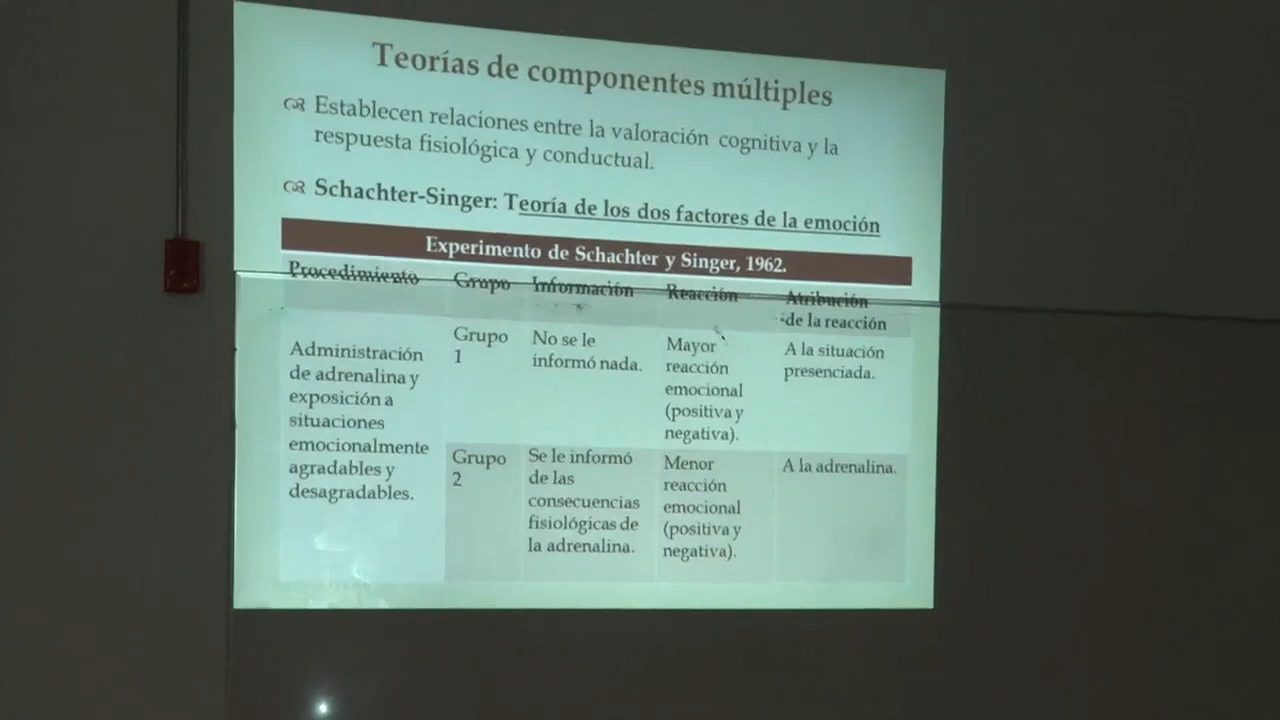 Teorías de componentes múltiples
Establecen relaciones entre la valoración cognitiva y la
respuesta fisiológica y conductual.
Schachter-Singer: Teoría de los dos factores de la emoción
Experimento de Schachter y Singer, 1962.
Procedimiento
Grupo
Información
Reacción
Atribución
de la reacción
Administración
de adrenalina y
exposición a
situaciones
emocionalmente
agradables y
desagradables.
Grupo
1
No se le
informó nada.
Mayor
reacción
emocional
(positiva y
negativa).
A la situación
presenciada.
Grupo
2
Se le informó
de las
consecuencias
fisiológicas de
la adrenalina.
Menor
reacción
emocional
(positiva y
negativa).
A la adrenalina.